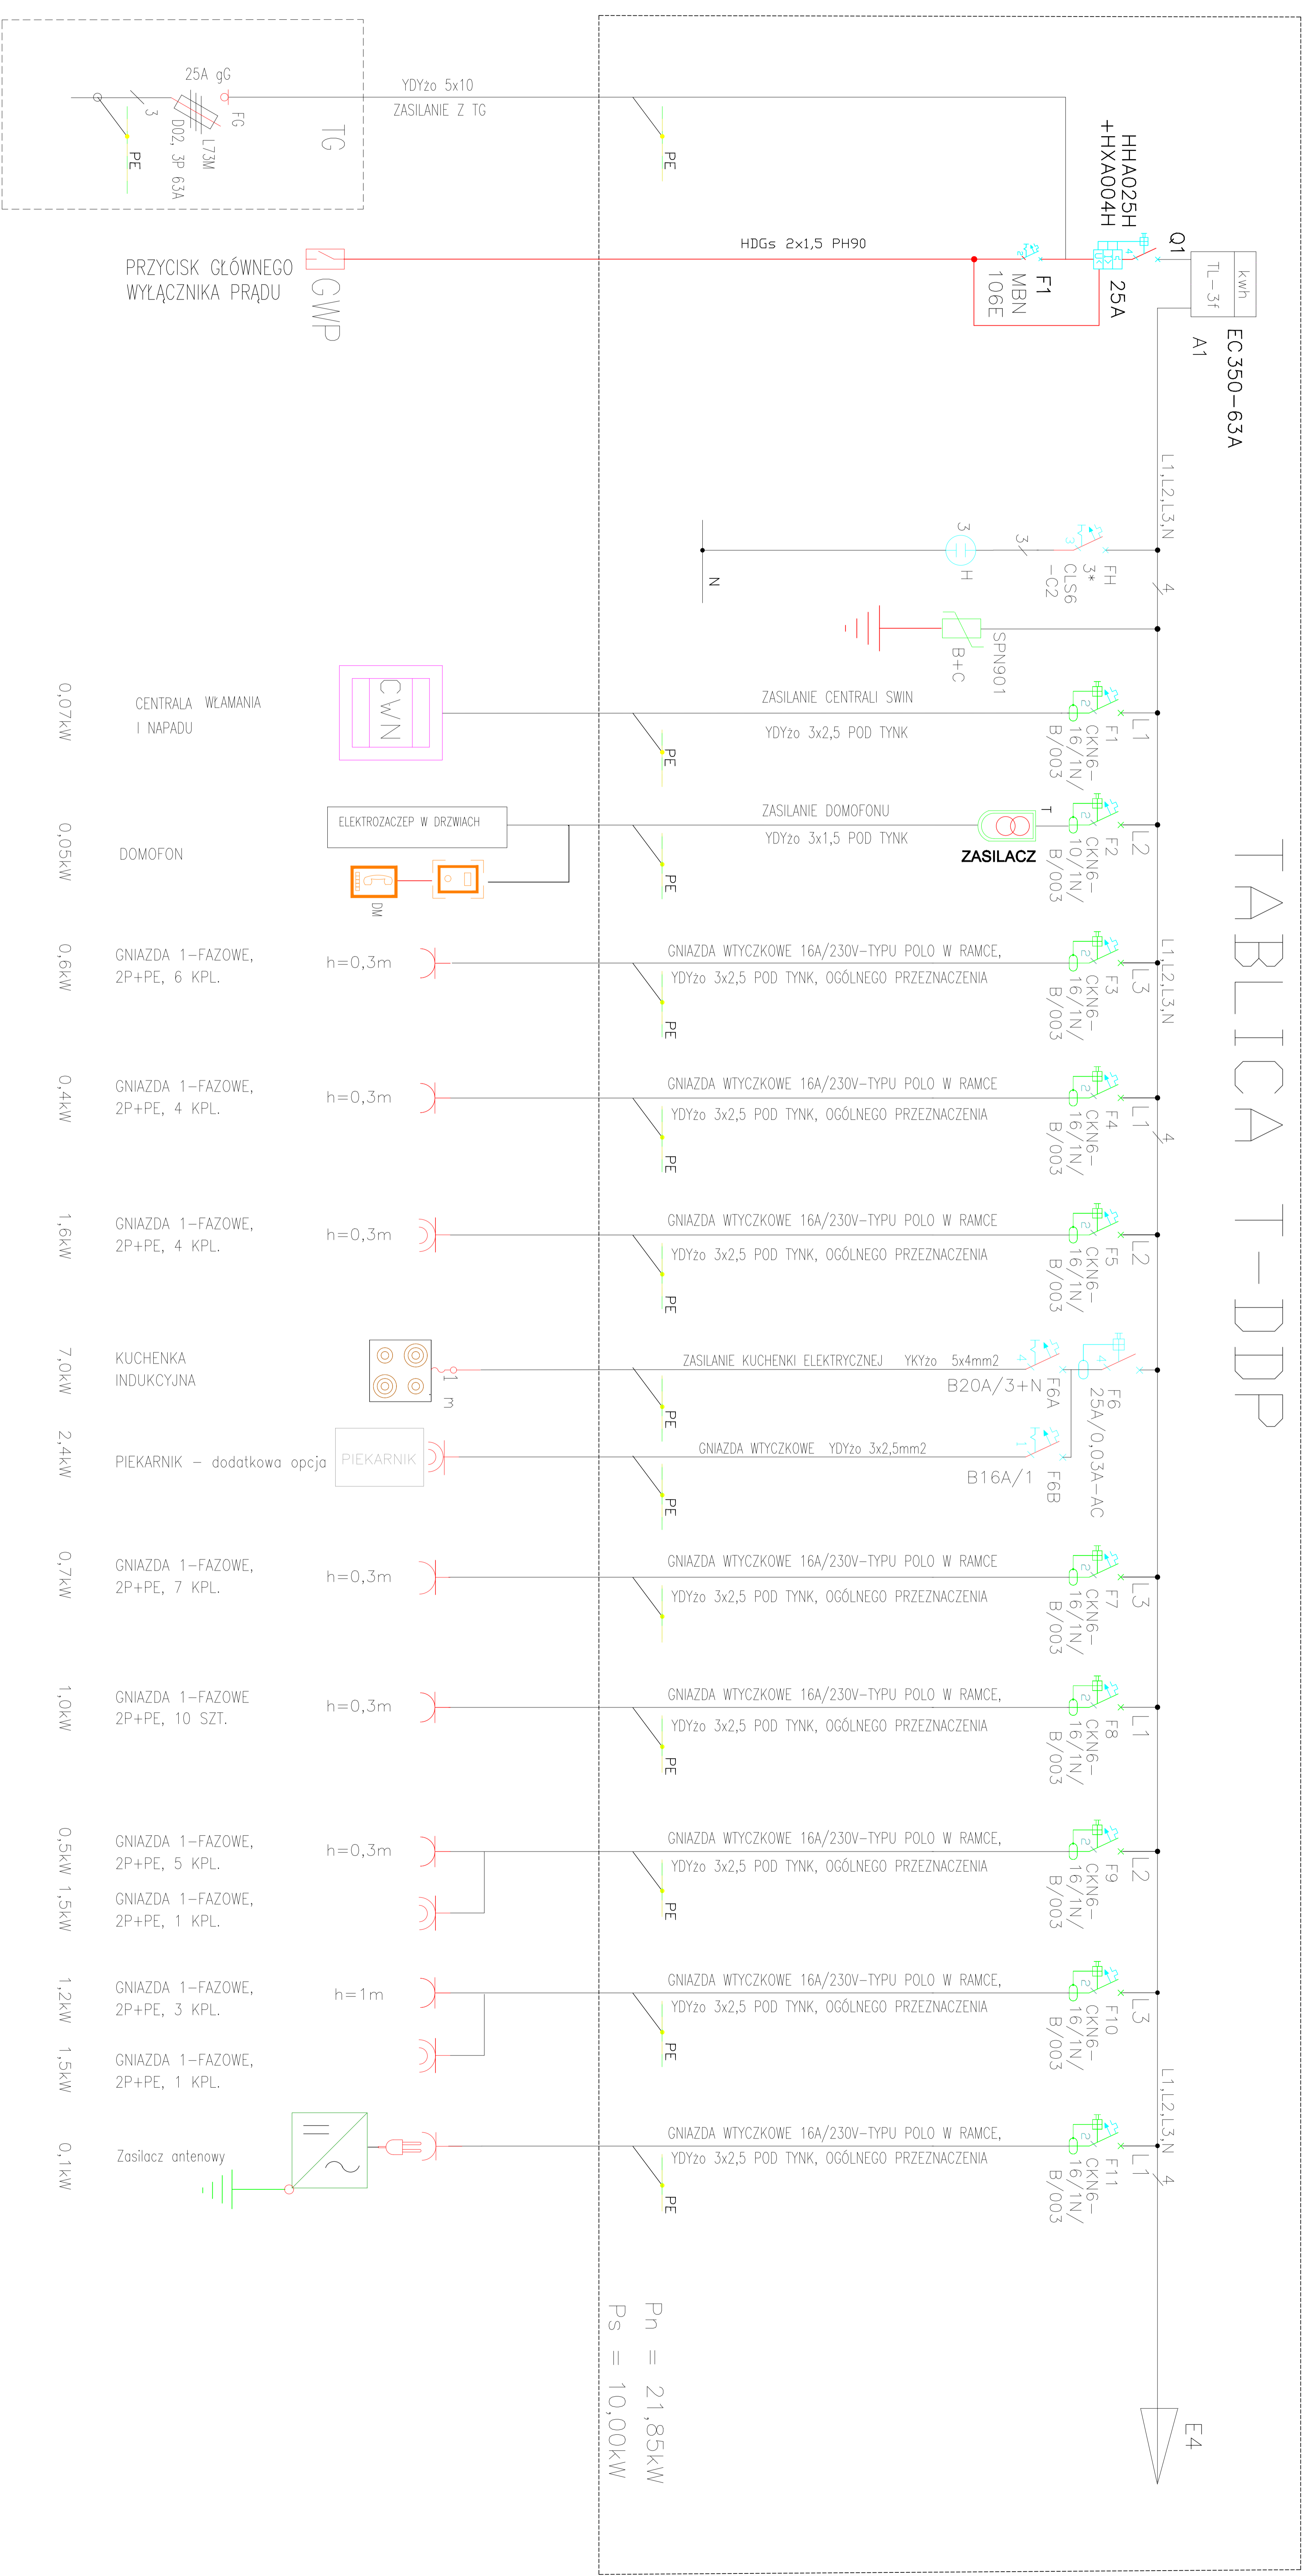 TABLICA T-DDP
TG
25A gG
FG
L73M
D02, 3P 63A
3
PE
YDYżo 5x10
ZASILANIE Z TG
PE
HHA025H
+HXA004H
Q1
4
25A
kwh
TL-3f
EC350-63A
A1
PRZYCISK GŁÓWNEGO
WYŁĄCZNIKA PRĄDU
GWP
HDGs 2x1,5 PH90
F1
MBN
106E
L1,L2,L3,N
4
FH
3*
CLS6
-C2
3
3
3
H
N
SPN901
B+C
0,07kW
CENTRALA WŁAMANIA
I NAPADU
CWN
ZASILANIE CENTRALI SWIN
YDYżo 3x2,5 POD TYNK
PE
L1
F1
CKN6-
16/1N/
B/003
2
0,05kW
DOMOFON
ELEKTROZACZEP W DRZWIACH
DM
ZASILANIE DOMOFONU
YDYżo 3x1,5 POD TYNK
PE
T
ZASILACZ
L2
F2
CKN6-
10/1N/
B/003
2
0,6kW
GNIAZDA 1-FAZOWE,
2P+PE, 6 KPL.
h=0,3m
GNIAZDA WTYCZKOWE 16A/230V-TYPU POLO W RAMCE,
YDYżo 3x2,5 POD TYNK, OGÓLNEGO PRZEZNACZENIA
PE
L1,L2,L3,N
L3
F3
CKN6-
16/1N/
B/003
2
0,4kW
GNIAZDA 1-FAZOWE,
2P+PE, 4 KPL.
h=0,3m
GNIAZDA WTYCZKOWE 16A/230V-TYPU POLO W RAMCE
YDYżo 3x2,5 POD TYNK, OGÓLNEGO PRZEZNACZENIA
PE
L1
4
F4
CKN6-
16/1N/
B/003
2
1,6kW
GNIAZDA 1-FAZOWE,
2P+PE, 4 KPL.
h=0,3m
GNIAZDA WTYCZKOWE 16A/230V-TYPU POLO W RAMCE
YDYżo 3x2,5 POD TYNK, OGÓLNEGO PRZEZNACZENIA
PE
L2
F5
CKN6-
16/1N/
B/003
2
7,0kW
KUCHENKA
INDUKCYJNA
1 m
ZASILANIE KUCHENKI ELEKTRYCZNEJ YKYżo 5x4mm2
PE
4
F6A
B20A/3+N
4
F6
25A/0,03A-AC
2,4kW
PIEKARNIK - dodatkowa opcja
PIEKARNIK
GNIAZDA WTYCZKOWE YDYżo 3x2,5mm2
PE
1
B16A/1
F6B
0,7kW
GNIAZDA 1-FAZOWE,
2P+PE, 7 KPL.
h=0,3m
GNIAZDA WTYCZKOWE 16A/230V-TYPU POLO W RAMCE
YDYżo 3x2,5 POD TYNK, OGÓLNEGO PRZEZNACZENIA
L3
F7
CKN6-
16/1N/
B/003
2
1,0kW
GNIAZDA 1-FAZOWE
2P+PE, 10 SZT.
h=0,3m
GNIAZDA WTYCZKOWE 16A/230V-TYPU POLO W RAMCE,
YDYżo 3x2,5 POD TYNK, OGÓLNEGO PRZEZNACZENIA
PE
L1
F8
CKN6-
16/1N/
B/003
2
0,5kW
GNIAZDA 1-FAZOWE,
2P+PE, 5 KPL.
h=0,3m
1,5kW
GNIAZDA 1-FAZOWE,
2P+PE, 1 KPL.
GNIAZDA WTYCZKOWE 16A/230V-TYPU POLO W RAMCE,
YDYżo 3x2,5 POD TYNK, OGÓLNEGO PRZEZNACZENIA
PE
L2
F9
CKN6-
16/1N/
B/003
2
1,2kW
GNIAZDA 1-FAZOWE,
2P+PE, 3 KPL.
h=1m
1,5kW
GNIAZDA 1-FAZOWE,
2P+PE, 1 KPL.
GNIAZDA WTYCZKOWE 16A/230V-TYPU POLO W RAMCE,
YDYżo 3x2,5 POD TYNK, OGÓLNEGO PRZEZNACZENIA
PE
L3
F10
CKN6-
16/1N/
B/003
2
0,1kW
Zasilacz antenowy
GNIAZDA WTYCZKOWE 16A/230V-TYPU POLO W RAMCE,
YDYżo 3x2,5 POD TYNK, OGÓLNEGO PRZEZNACZENIA
PE
L1,L2,L3,N
L1
4
F11
CKN6-
16/1N/
B/003
2
Pn = 21,85kW
Ps = 10,00kW
E4